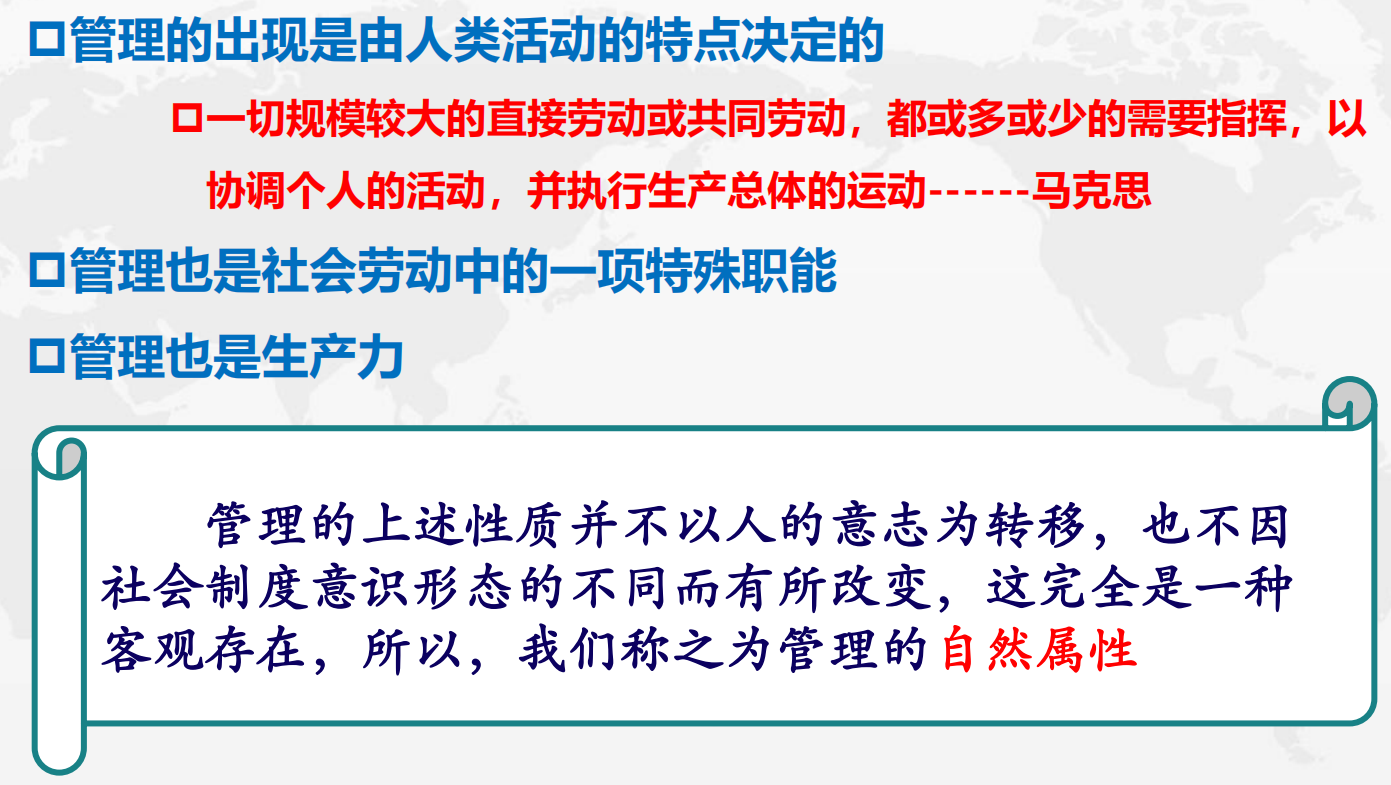 管理的出现是由人类活动的特点决定的
一切规模较大的直接劳动或共同劳动，都或多或少的需要指挥，以
协调个人的活动，并执行生产总体的运动------马克思
管理也是社会劳动中的一项特殊职能
管理也是生产力
管理的上述性质并不以人的意志为转移，也不因
社会制度意识形态的不同而有所改变，这完全是一种
客观存在，所以，我们称之为管理的自然属性